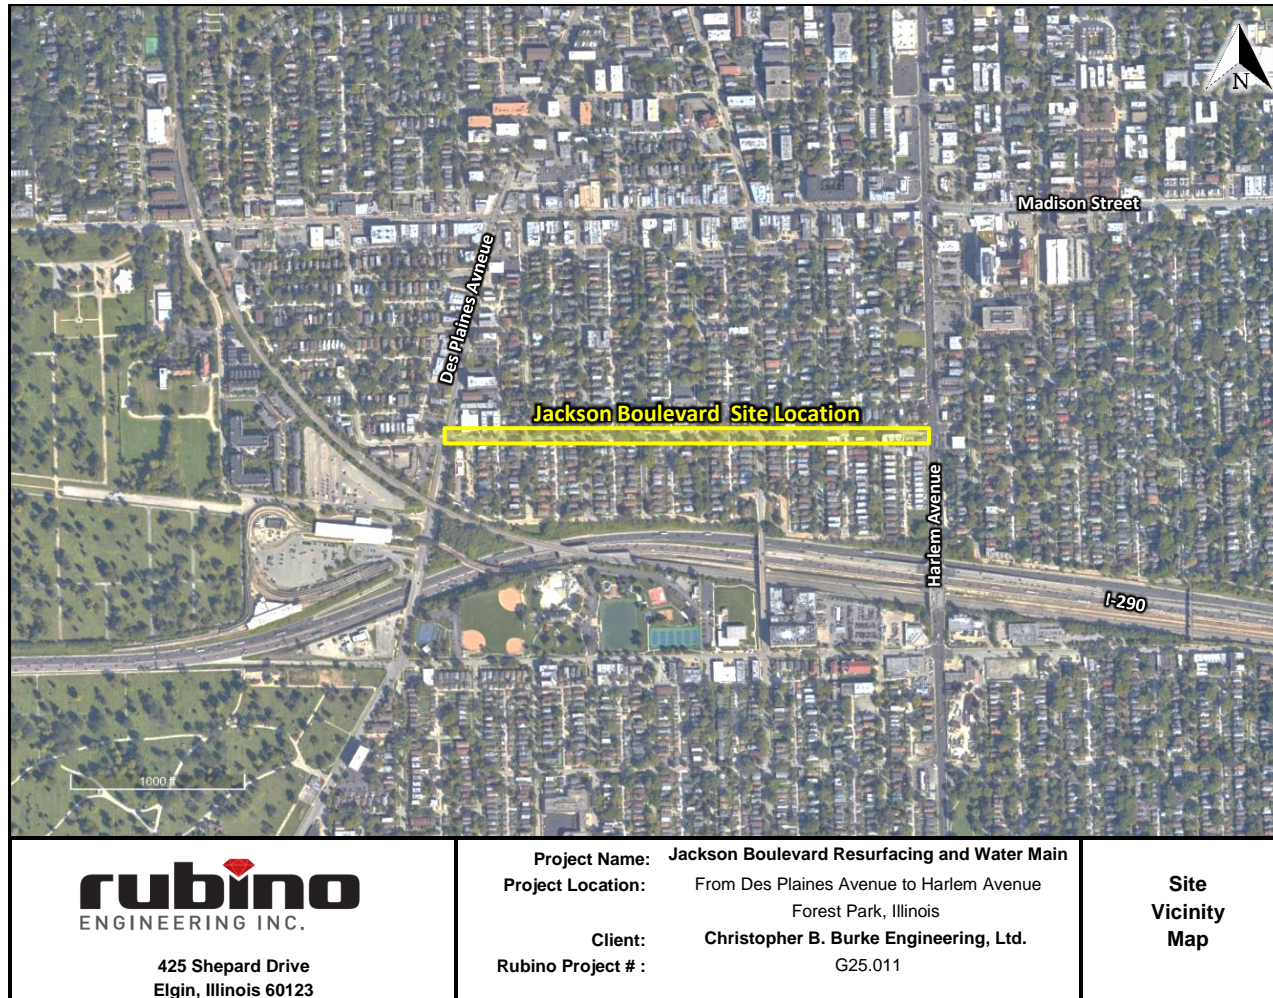 N
Madison Street
Des Plaines Avneue
Jackson Boulevard  Site Location
Harlem Avenue
I-290
1000 ft
rubino
ENGINEERING INC.
425 Shepard Drive
Elgin, Illinois 60123
Project Name: Jackson Boulevard Resurfacing and Water Main
Project Location: From Des Plaines Avenue to Harlem Avenue
Forest Park, Illinois
Client: Christopher B. Burke Engineering, Ltd.
Rubino Project # : G25.011
Site
Vicinity
Map